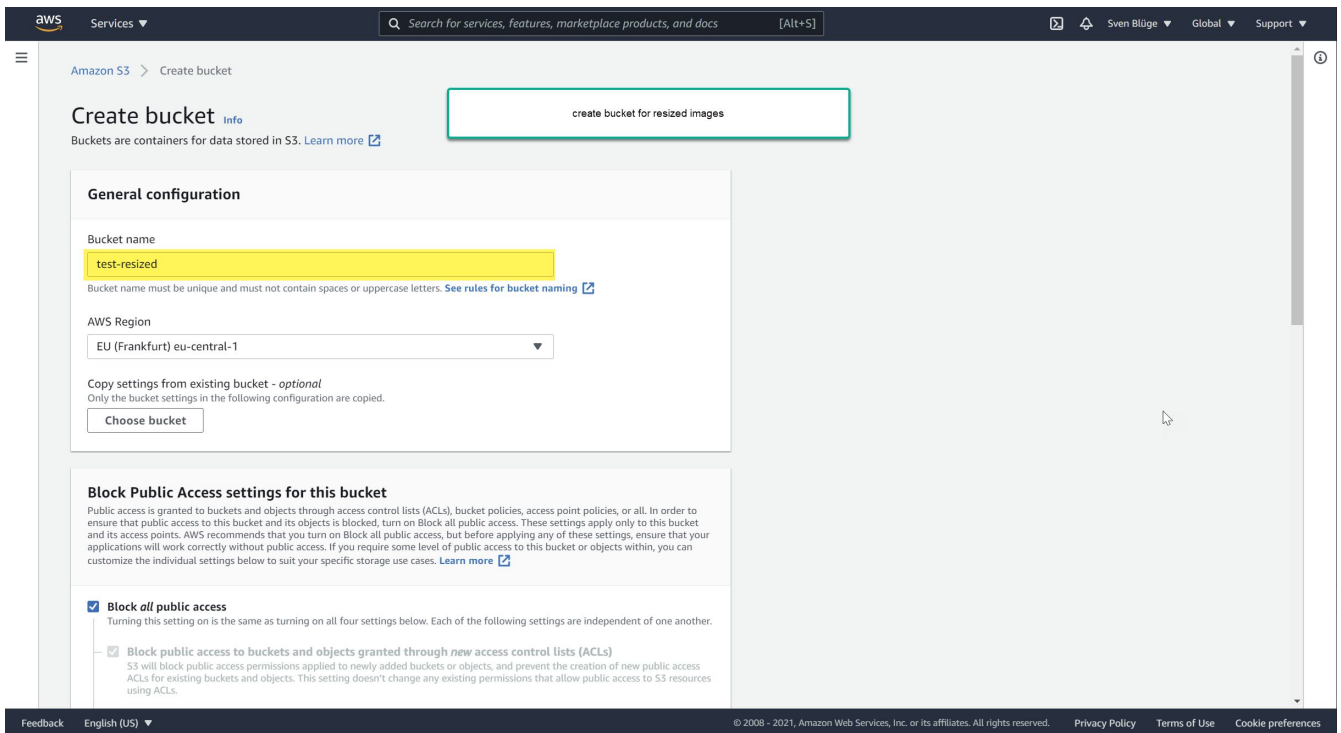 aws Services ▼ Search for services, features, marketplace products, and docs [Alt+S] Sven Blüge ▼ Global ▼ Support ▼
Amazon S3 > Create bucket
Create bucket Info
create bucket for resized images
Buckets are containers for data stored in S3. Learn more
General configuration
Bucket name
test-resized
Bucket name must be unique and must not contain spaces or uppercase letters. See rules for bucket naming
AWS Region
EU (Frankfurt) eu-central-1
Copy settings from existing bucket - optional
Only the bucket settings in the following configuration are copied.
Choose bucket
Block Public Access settings for this bucket
Public access is granted to buckets and objects through access control lists (ACLs), bucket policies, access point policies, or all. In order to
ensure that public access to this bucket and its objects is blocked, turn on Block all public access. These settings apply only to this bucket
and its access points. AWS recommends that you turn on Block all public access, but before applying any of these settings, ensure that your
applications will work correctly without public access. If you require some level of public access to this bucket or objects within, you can
customize the individual settings below to suit your specific storage use cases. Learn more
Block all public access
Turning this setting on is the same as turning on all four settings below. Each of the following settings are independent of one another.
Block public access to buckets and objects granted through new access control lists (ACLs)
S3 will block public access permissions applied to newly added buckets or objects, and prevent the creation of new public access
ACLs for existing buckets and objects. This setting doesn't change any existing permissions that allow public access to S3 resources
using ACLs.
Feedback English (US) ▼ © 2008 - 2021, Amazon Web Services, Inc. or its affiliates. All rights reserved. Privacy Policy Terms of Use Cookie preferences